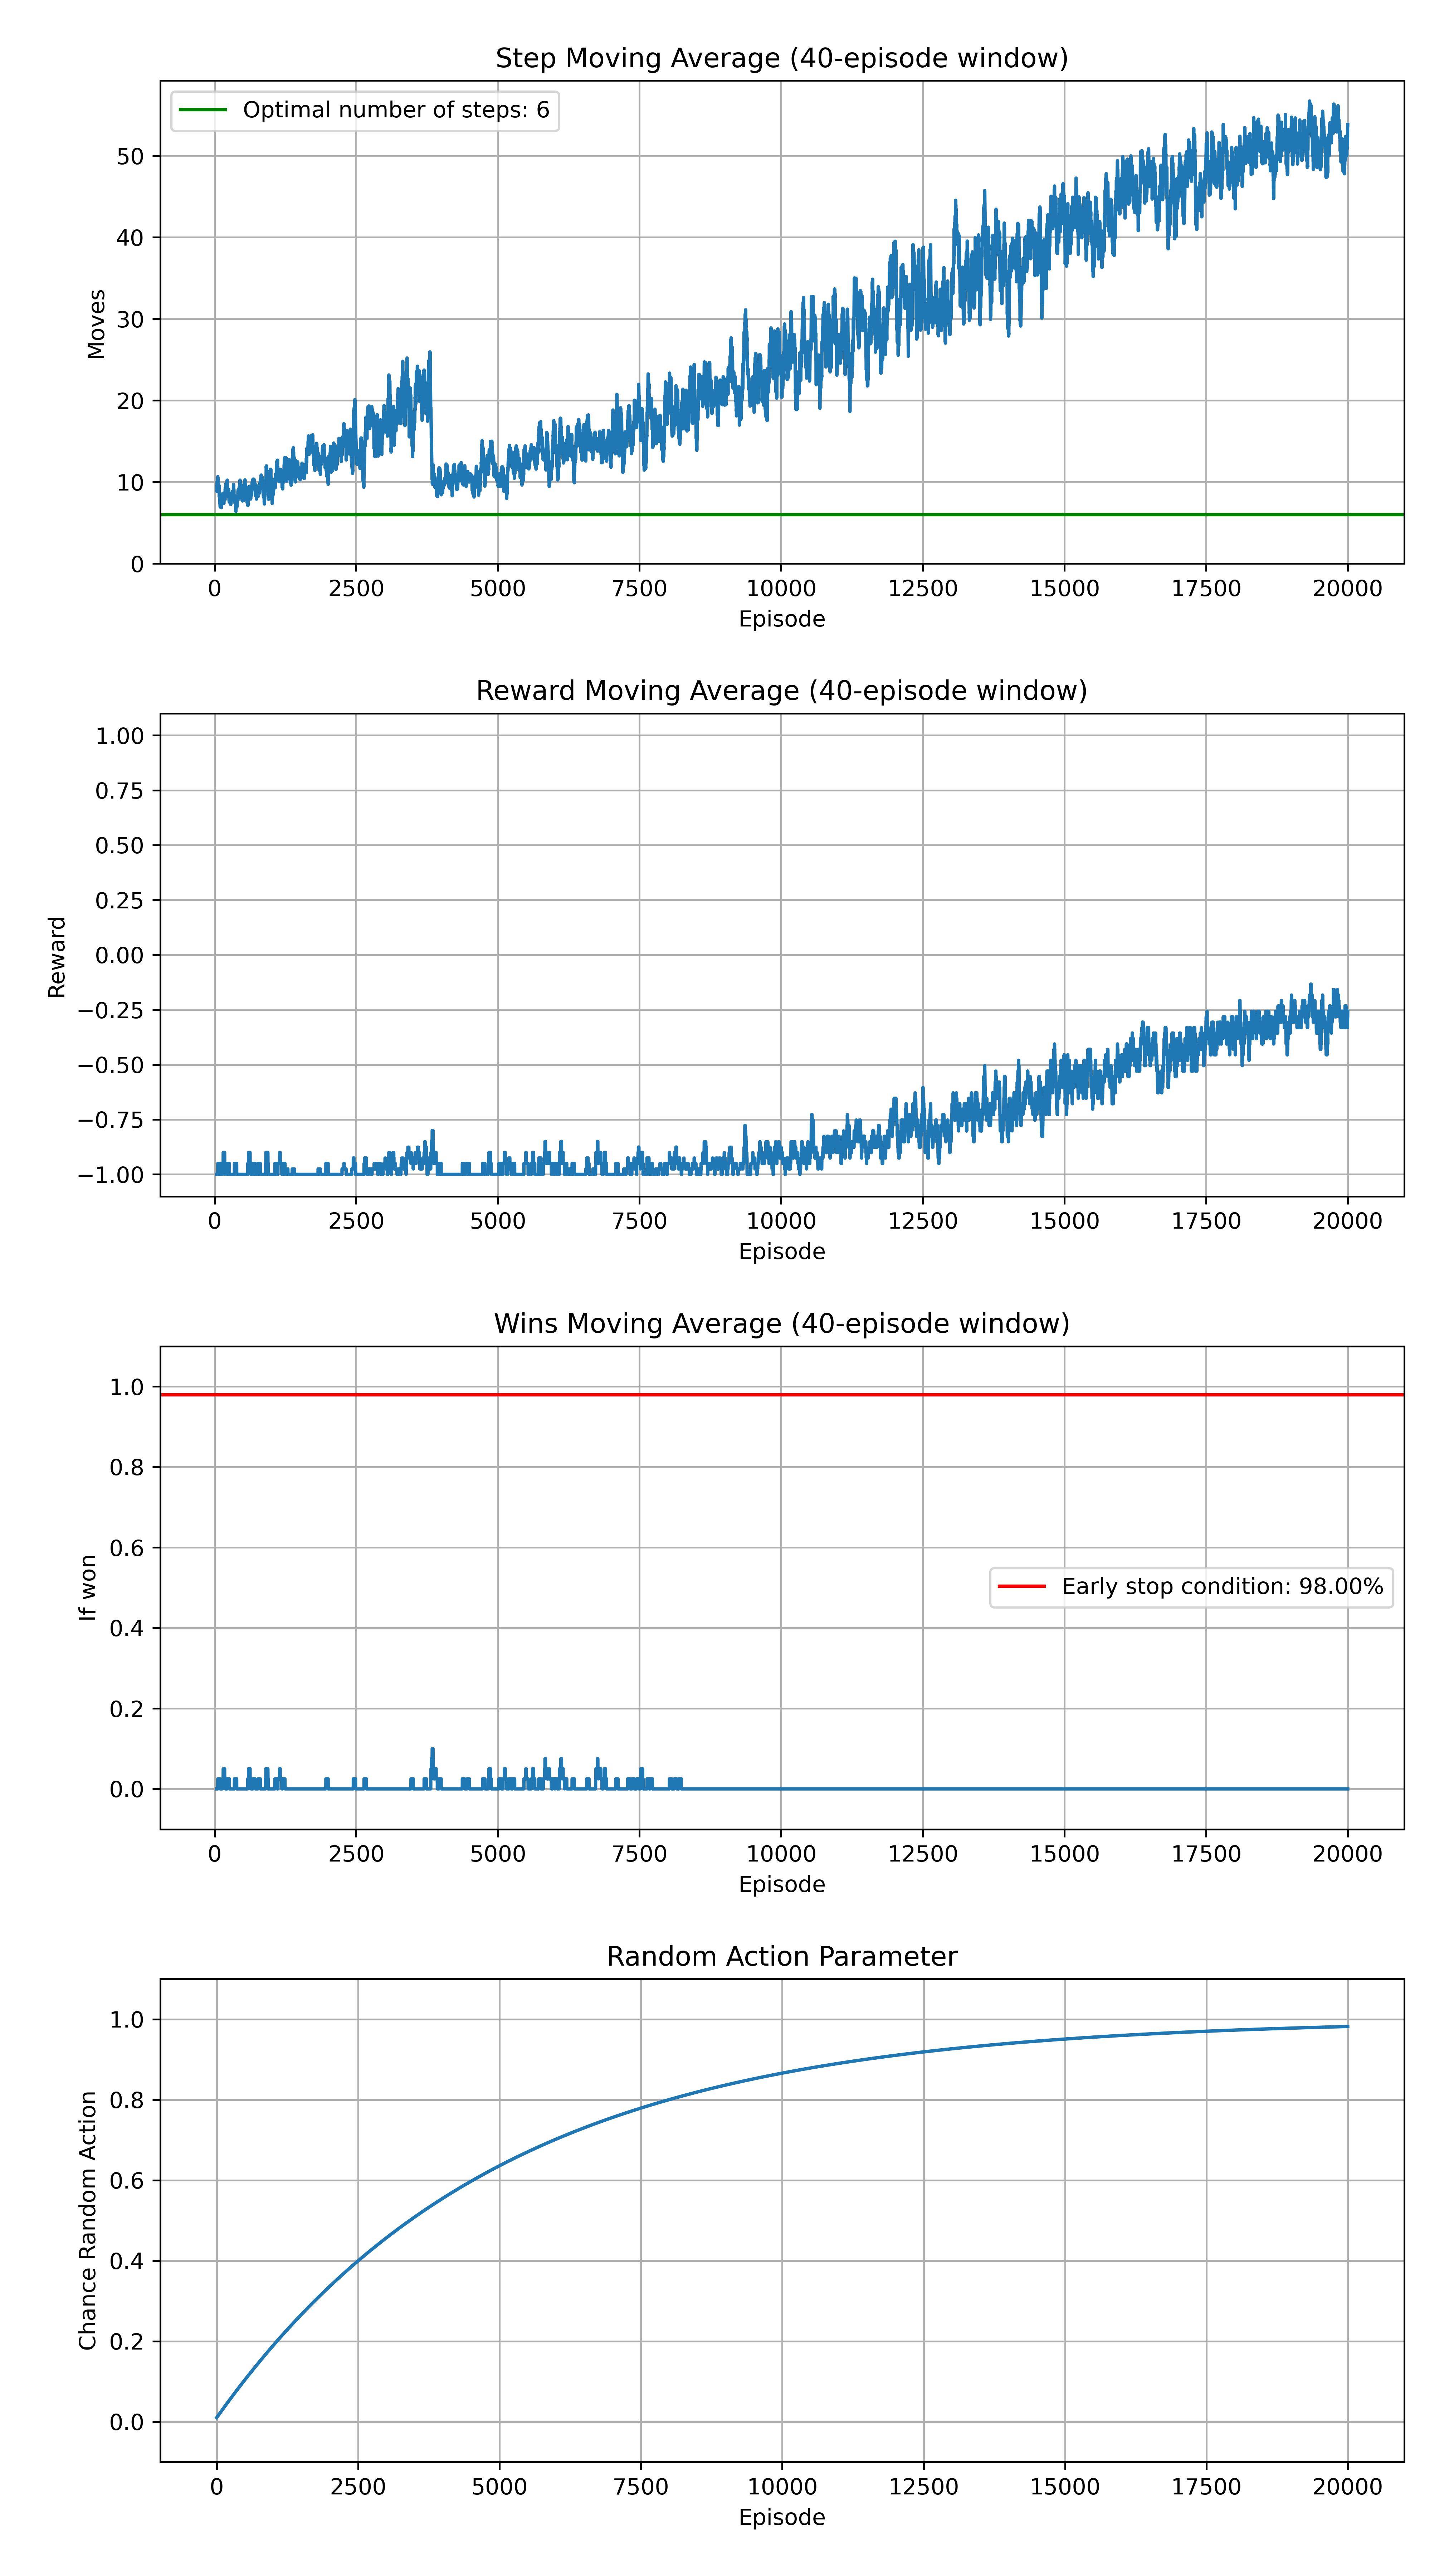 Step Moving Average (40-episode window)
Optimal number of steps: 6
Moves
50
40
30
20
10
0
0 2500 5000 7500 10000 12500 15000 17500 20000
Episode
Reward Moving Average (40-episode window)
Reward
1.00
0.75
0.50
0.25
0.00
−0.25
−0.50
−0.75
−1.00
0 2500 5000 7500 10000 12500 15000 17500 20000
Episode
Wins Moving Average (40-episode window)
If won
1.0
0.8
0.6
Early stop condition: 98.00%
0.4
0.2
0.0
0 2500 5000 7500 10000 12500 15000 17500 20000
Episode
Random Action Parameter
Chance Random Action
1.0
0.8
0.6
0.4
0.2
0.0
0 2500 5000 7500 10000 12500 15000 17500 20000
Episode